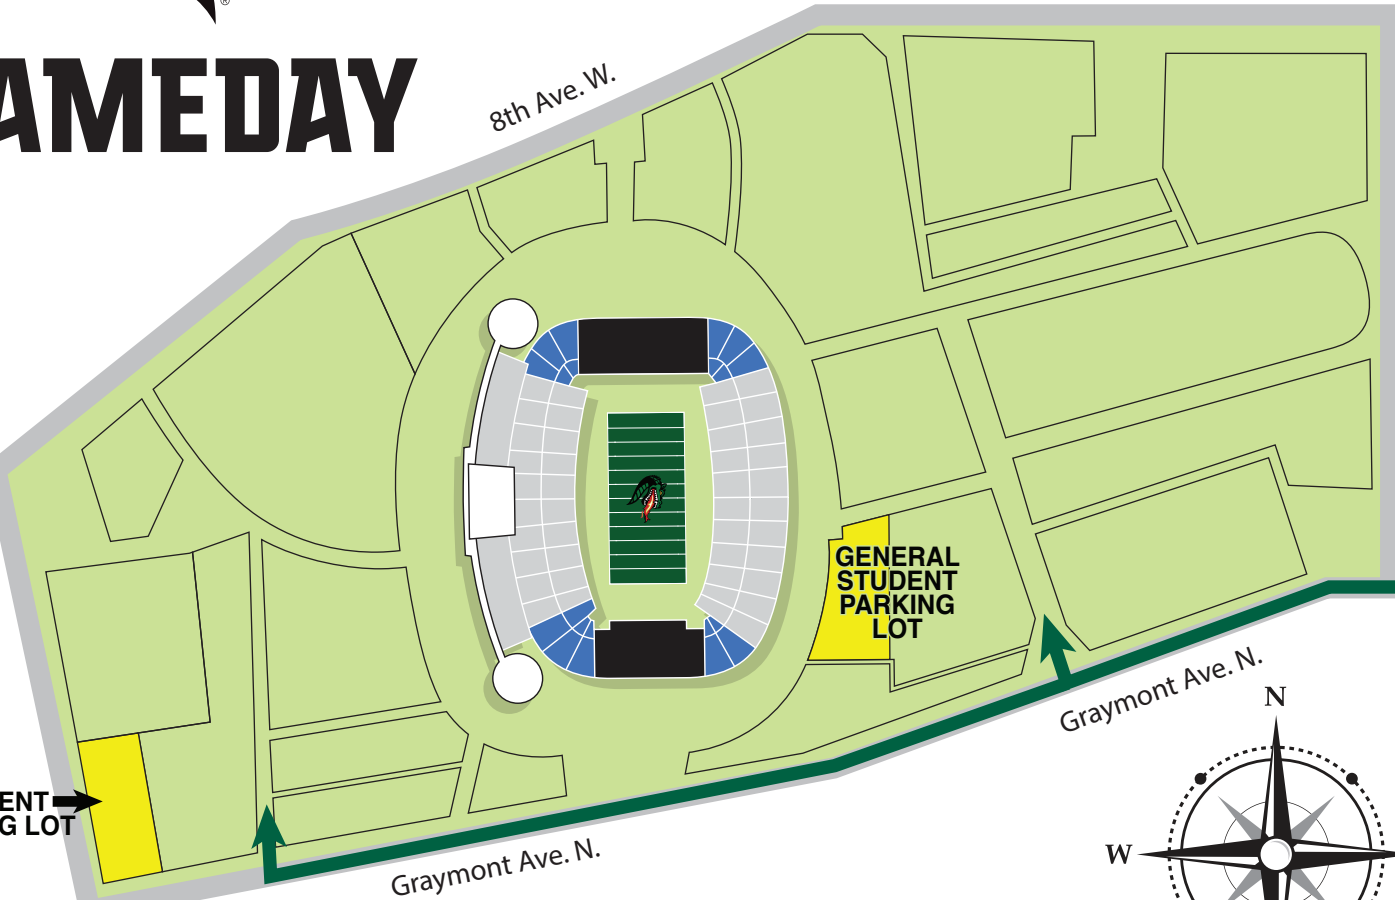 ®
AMEDAY
8th Ave. W.
GENERAL
STUDENT
PARKING
LOT
Graymont Ave. N.
N
ENT
G LOT
Graymont Ave. N.
W